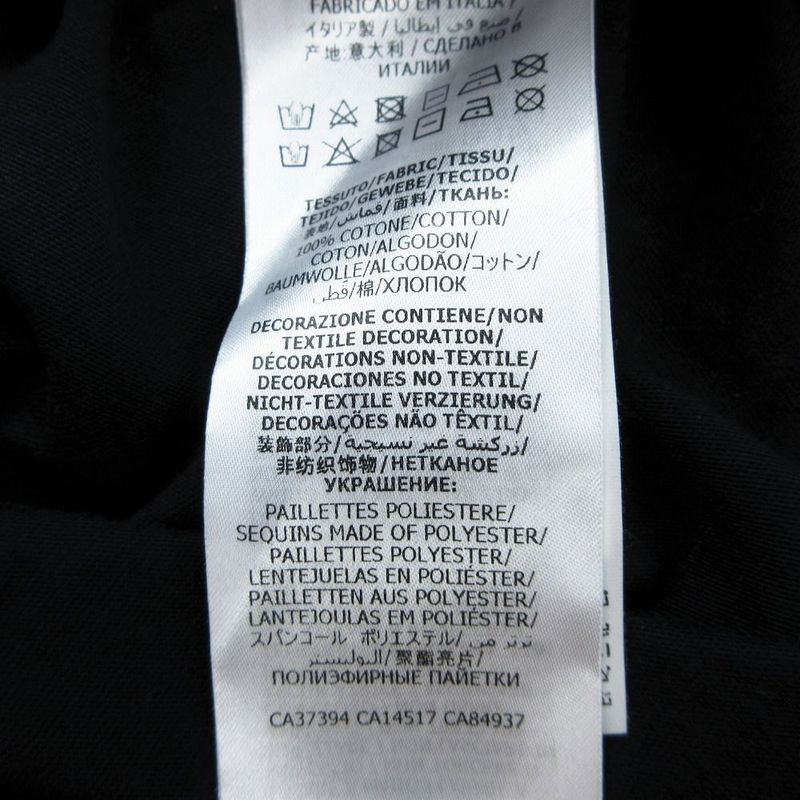 FABRICADO EM ITALIA /
イタリア製 / صنع في إيطاليا /
产地:意大利 / СДЕЛАНО В
ИТАЛИИ
TESSUTO/FABRIC/TISSU/
TEJIDO/GEWEBE/TECIDO/
表地/قماش/面料/ТКАНЬ:
100% COTONE/COTTON/
COTON/ALGODON/
BAUMWOLLE/ALGODÃO/コットン/
قطن/棉/ХЛОПОК
DECORAZIONE CONTIENE/NON
TEXTILE DECORATION/
DÉCORATIONS NON-TEXTILE/
DECORACIONES NO TEXTIL/
NICHT-TEXTILE VERZIERUNG/
DECORAÇÕES NÃO TÊXTIL/
装飾部分/زركشة غير نسيجية/
非纺织饰物/НЕТКАНОЕ
УКРАШЕНИЕ:
PAILLETTES POLIESTERE/
SEQUINS MADE OF POLYESTER/
PAILLETTES POLYESTER/
LENTEJUELAS EN POLIÉSTER/
PAILLETTEN AUS POLYESTER/
LANTEJOULAS EM POLIÉSTER/
スパンコール ポリエステル/ترتر من
البوليستر/聚酯亮片/
ПОЛИЭФИРНЫЕ ПАЙЕТКИ
CA37394 CA14517 CA84937